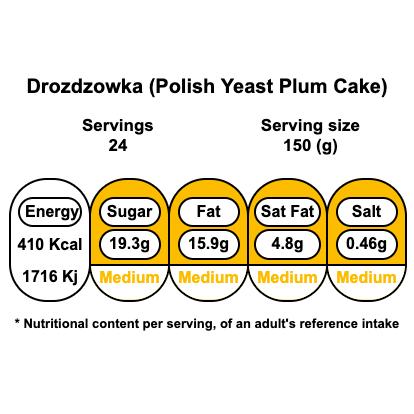 Drozdzowka (Polish Yeast Plum Cake)
Servings Serving size
24 150 (g)
Energy Sugar Fat Sat Fat Salt
410 Kcal 19.3g 15.9g 4.8g 0.46g
1716 Kj Medium Medium Medium Medium
* Nutritional content per serving, of an adult's reference intake